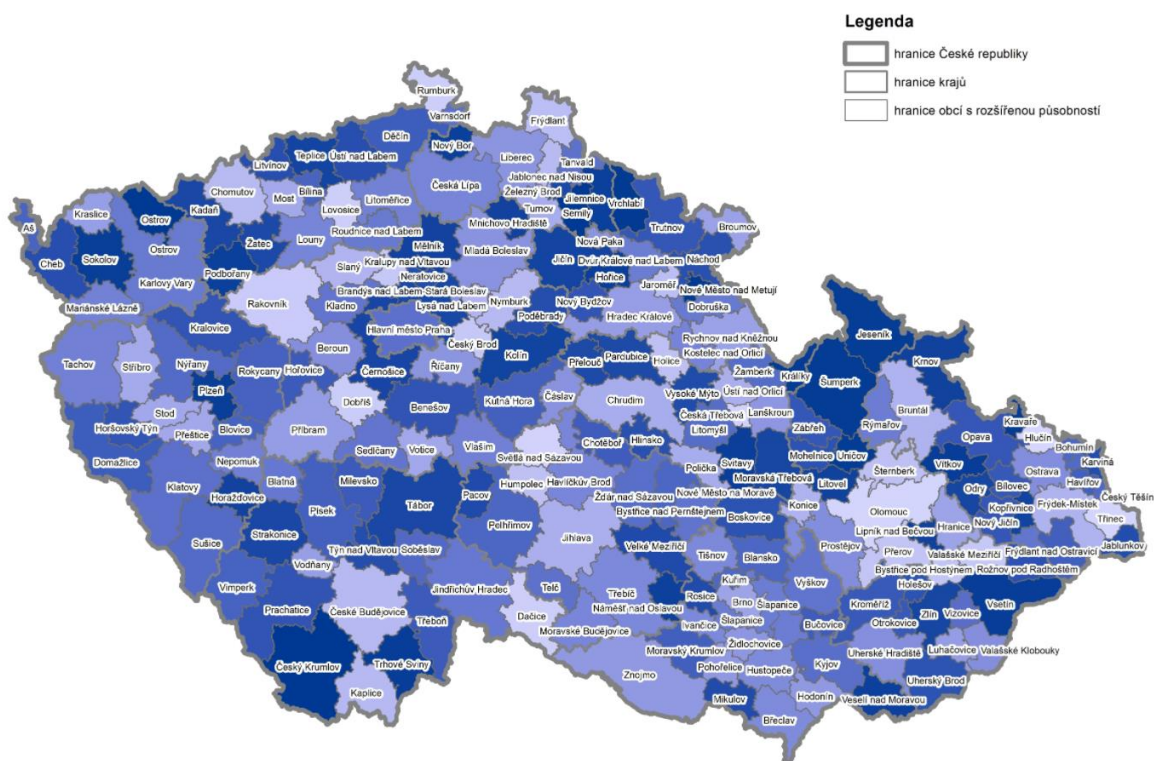 Legenda
hranice České republiky
hranice krajů
hranice obcí s rozšířenou působností
Rumburk
Varnsdorf
Frýdlant
Děčín
Nový Bor
Liberec
Tanvald
Teplice
Ústí nad Labem
Litvínov
Česká Lípa
Jablonec nad Nisou
Železný Brod
Jilemnice
Vrchlabí
Chomutov
Most
Bílina
Litoměřice
Lovosice
Turnov
Semily
Trutnov
Broumov
Kraslice
Ostrov
Kadaň
Aš
Roudnice nad Labem
Mnichovo Hradiště
Louny
Žatec
Mělník
Mladá Boleslav
Nová Paka
Jičín
Dvůr Králové nad Labem
Náchod
Cheb
Sokolov
Ostrov
Podbořany
Karlovy Vary
Slaný
Kralupy nad Vltavou
Neratovice
Hořice
Jaroměř
Nové Město nad Metují
Brandýs nad Labem-Stará Boleslav
Rakovník
Kladno
Lysá nad Labem
Nymburk
Poděbrady
Nový Bydžov
Dobruška
Mariánské Lázně
Hradec Králové
Kralovice
Hlavní město Praha
Český Brod
Rychnov nad Kněžnou
Kostelec nad Orlicí
Beroun
Kolín
Přelouč
Pardubice
Holice
Tachov
Stříbro
Nýřany
Rokycany
Hořovice
Černošice
Říčany
Žamberk
Králíky
Jeseník
Šumperk
Krnov
Plzeň
Dobříš
Benešov
Kutná Hora
Čáslav
Chrudim
Vysoké Mýto
Ústí nad Orlicí
Česká Třebová
Lanškroun
Stod
Přeštice
Horšovský Týn
Blovice
Příbram
Litomyšl
Zábřeh
Rýmařov
Bruntál
Opava
Kravaře
Hlučín
Bohumín
Sedlčany
Votice
Vlašim
Světlá nad Sázavou
Chotěboř
Hlinsko
Svitavy
Mohelnice
Uničov
Šternberk
Vítkov
Ostrava
Karviná
Domažlice
Klatovy
Nepomuk
Blatná
Milevsko
Polička
Moravská Třebová
Litovel
Odry
Bílovec
Havířov
Horažďovice
Písek
Tábor
Pacov
Humpolec
Havlíčkův Brod
Žďár nad Sázavou
Nové Město na Moravě
Konice
Olomouc
Kopřivnice
Frýdek-Místek
Český Těšín
Třinec
Strakonice
Pelhřimov
Bystřice nad Pernštejnem
Boskovice
Hranice
Nový Jičín
Sušice
Týn nad Vltavou
Soběslav
Jihlava
Velké Meziříčí
Prostějov
Lipník nad Bečvou
Přerov
Valašské Meziříčí
Frýdlant nad Ostravicí
Jablunkov
Vodňany
Tišnov
Blansko
Bystřice pod Hostýnem
Rožnov pod Radhoštěm
Vimperk
Prachatice
České Budějovice
Jindřichův Hradec
Telč
Třebíč
Kuřim
Vyškov
Holešov
Rosice
Náměšť nad Oslavou
Brno
Šlapanice
Kroměříž
Zlín
Vizovice
Vsetín
Třeboň
Dačice
Moravské Budějovice
Ivančice
Šlapanice
Bučovice
Otrokovice
Židlochovice
Moravský Krumlov
Uherské Hradiště
Luhačovice
Valašské Klobouky
Český Krumlov
Trhové Sviny
Pohořelice
Hustopeče
Kyjov
Znojmo
Uherský Brod
Kaplice
Mikulov
Hodonín
Veselí nad Moravou
Břeclav